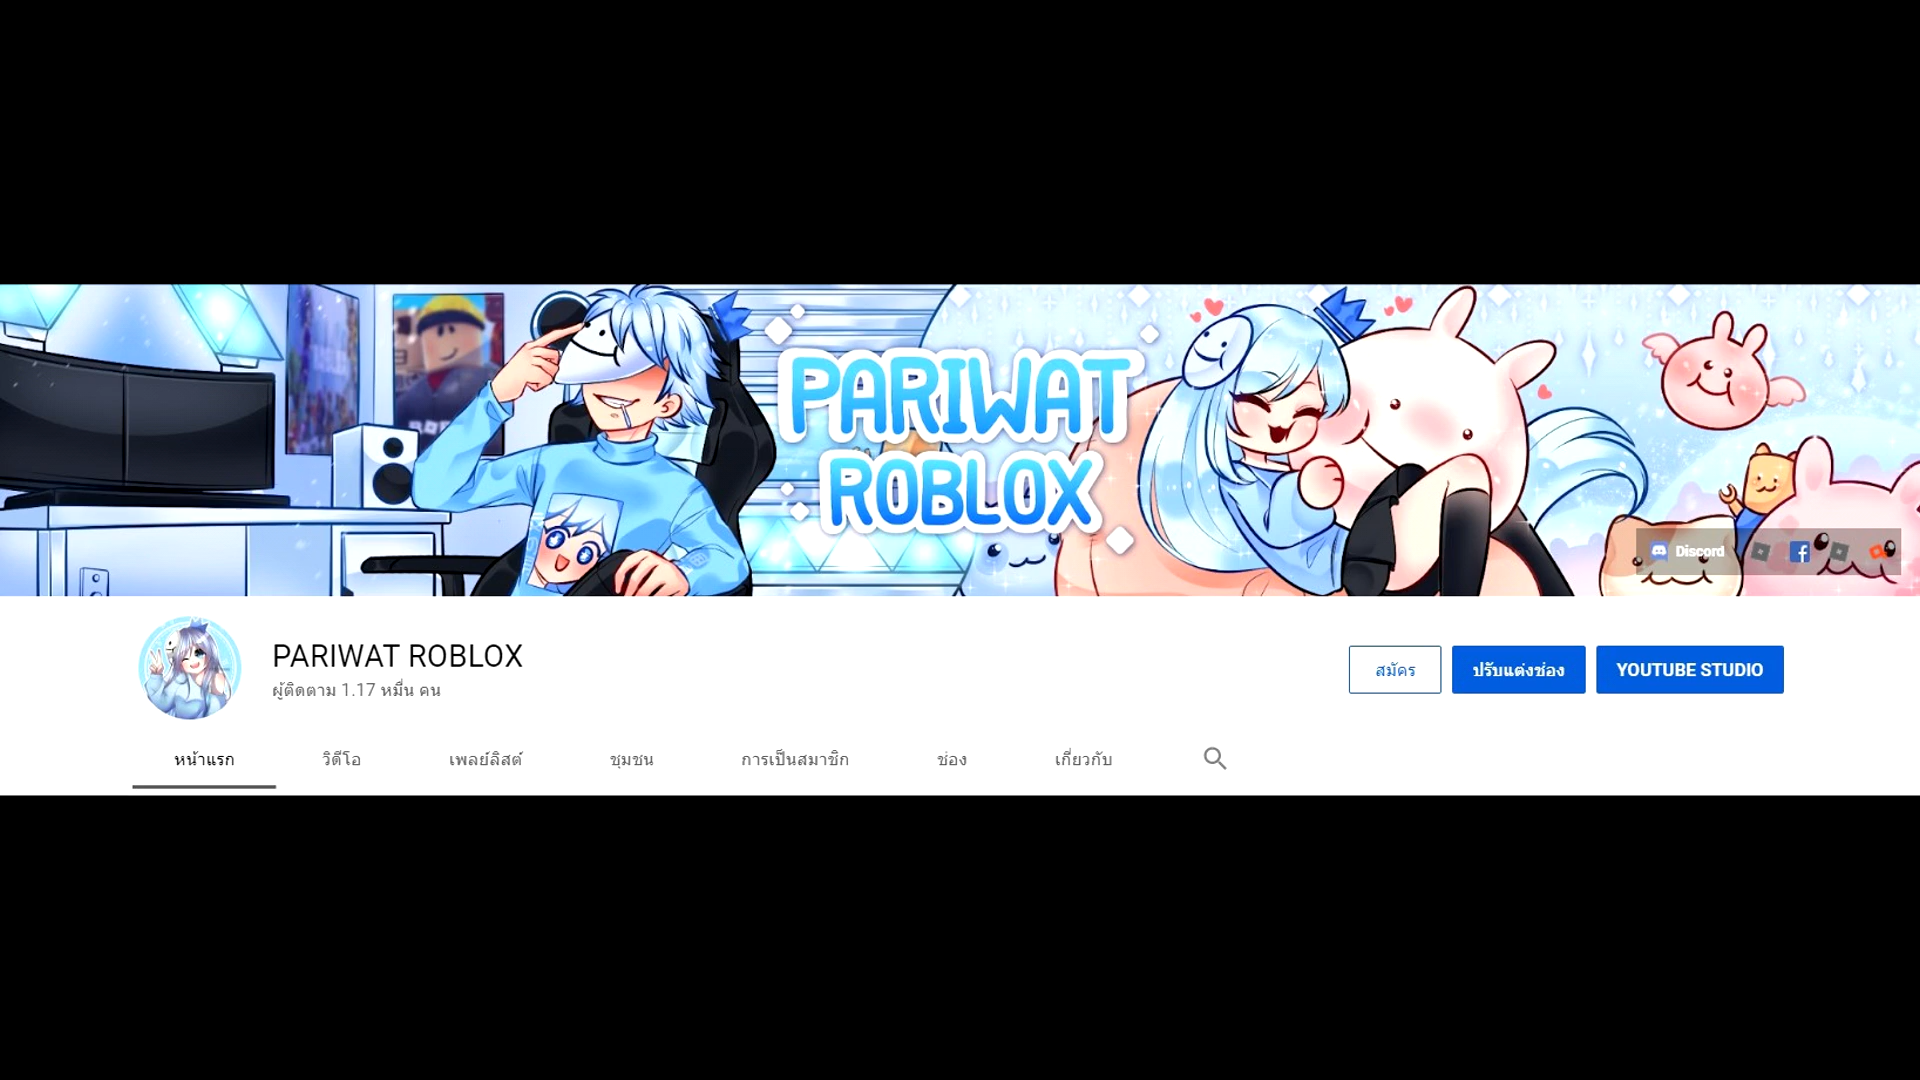 PARIWAT
ROBLOX
Discord
PARIWAT ROBLOX
ผู้ติดตาม 1.17 หมื่น คน
สมัคร
ปรับแต่งช่อง
YOUTUBE STUDIO
หน้าแรก
วิดีโอ
เพลย์ลิสต์
ชุมชน
การเป็นสมาชิก
ช่อง
เกี่ยวกับ